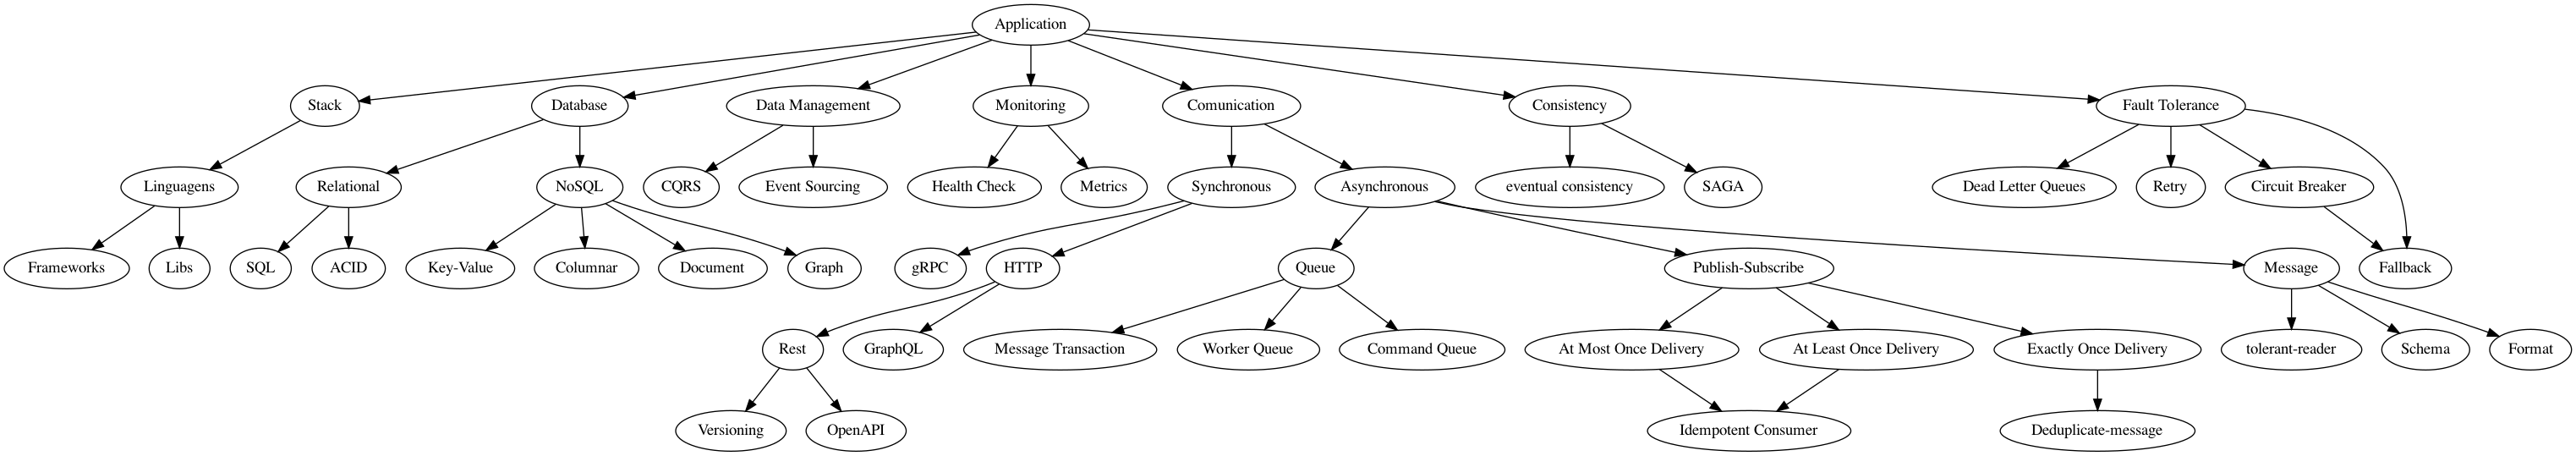 Application
Stack
Database
Data Management
Monitoring
Comunication
Consistency
Fault Tolerance
Linguagens
Relational
NoSQL
CQRS
Event Sourcing
Health Check
Metrics
Synchronous
Asynchronous
eventual consistency
SAGA
Dead Letter Queues
Retry
Circuit Breaker
Frameworks
Libs
SQL
ACID
Key-Value
Columnar
Document
Graph
gRPC
HTTP
Queue
Publish-Subscribe
Message
Fallback
Rest
GraphQL
Message Transaction
Worker Queue
Command Queue
At Most Once Delivery
At Least Once Delivery
Exactly Once Delivery
tolerant-reader
Schema
Format
Versioning
OpenAPI
Idempotent Consumer
Deduplicate-message